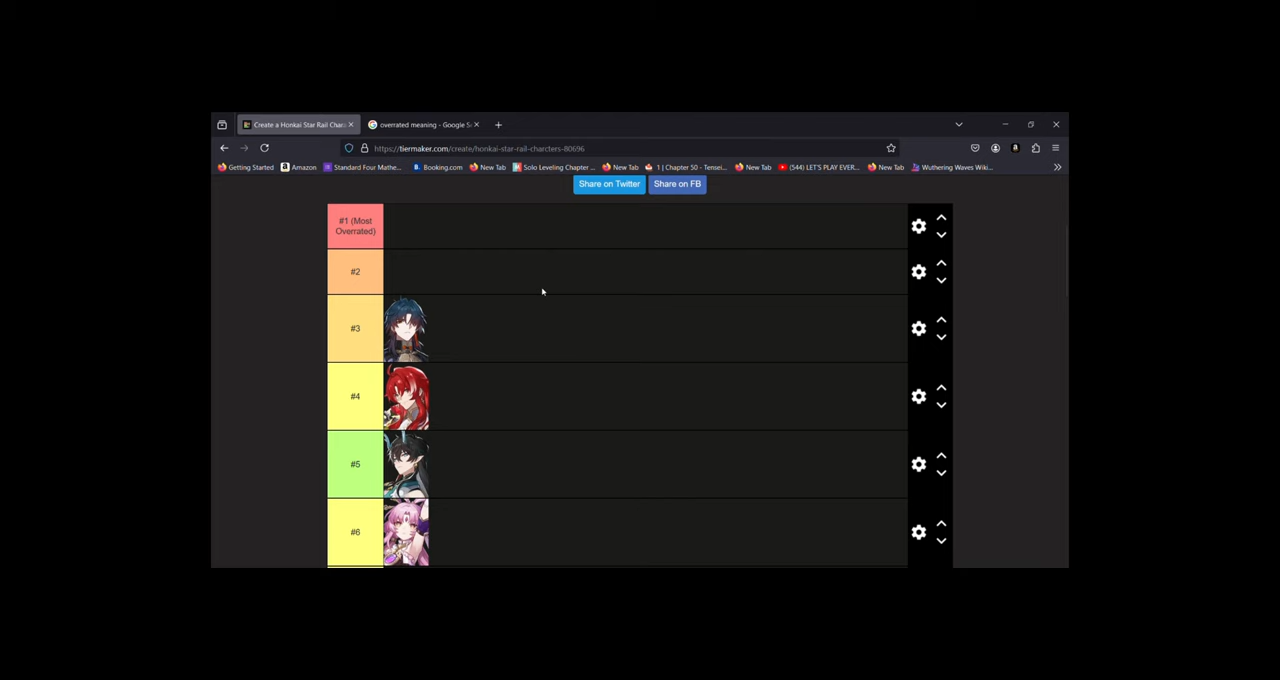 Create a Honkai Star Rail Char
overrated meaning - Google S
https://tiermaker.com/create/honkai-star-rail-charcters-80696
Getting Started
Amazon
Standard Four Mathe...
Booking.com
New Tab
Solo Leveling Chapter ...
New Tab
1 | Chapter 50 - Tensei...
New Tab
(544) LET'S PLAY EVER...
New Tab
Wuthering Waves Wiki...
Share on Twitter
Share on FB
#1 (Most
Overrated)
#2
#3
#4
#5
#6